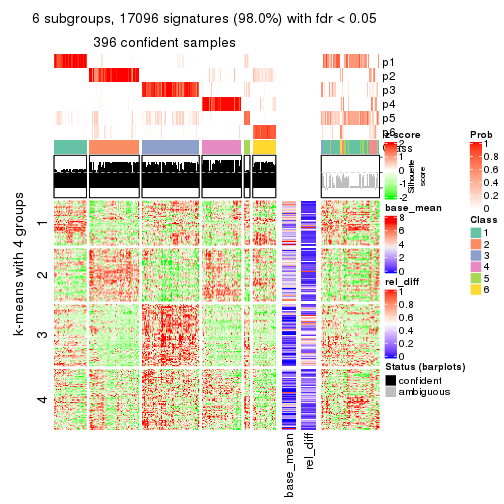 6 subgroups, 17096 signatures (98.0%) with fdr < 0.05
396 confident samples
p1
p2
p3
p4
p5
p6
Class
Silhouette
score
k-means with 4 groups
1
2
3
4
base_mean
rel_diff
z-score
2
1
0
-1
-2
base_mean
8
6
4
2
0
rel_diff
1
0.8
0.6
0.4
0.2
0
Status (barplots)
confident
ambiguous
Prob
1
0.8
0.6
0.4
0.2
0
Class
1
2
3
4
5
6